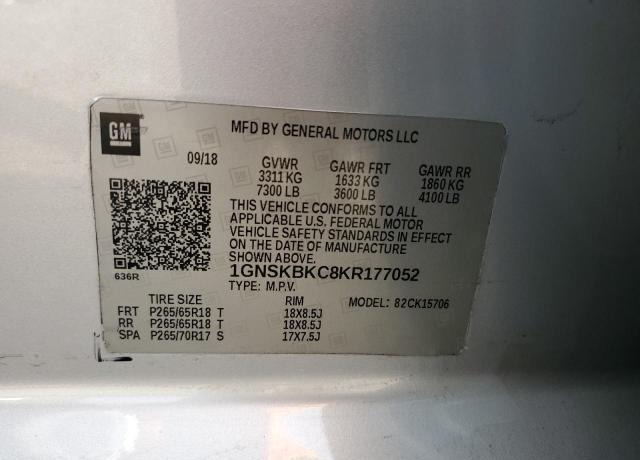 GM
MFD BY GENERAL MOTORS LLC
09/18 GVWR GAWR FRT GAWR RR
3311 KG 1633 KG 1860 KG
7300 LB 3600 LB 4100 LB
THIS VEHICLE CONFORMS TO ALL
APPLICABLE U.S. FEDERAL MOTOR
VEHICLE SAFETY STANDARDS IN EFFECT
ON THE DATE OF MANUFACTURE
SHOWN ABOVE.
636R
1GNSKBKC8KR177052
TYPE: M.P.V.
TIRE SIZE RIM MODEL: 82CK15706
FRT P265/65R18 T 18X8.5J
RR P265/65R18 T 18X8.5J
SPA P265/70R17 S 17X7.5J